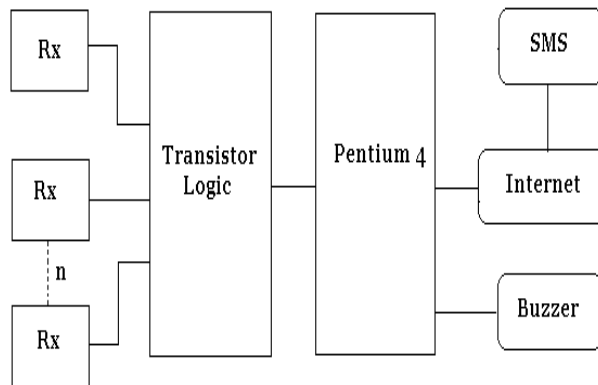 Rx
Rx
n
Rx
Transistor
Logic
Pentium 4
SMS
Internet
Buzzer